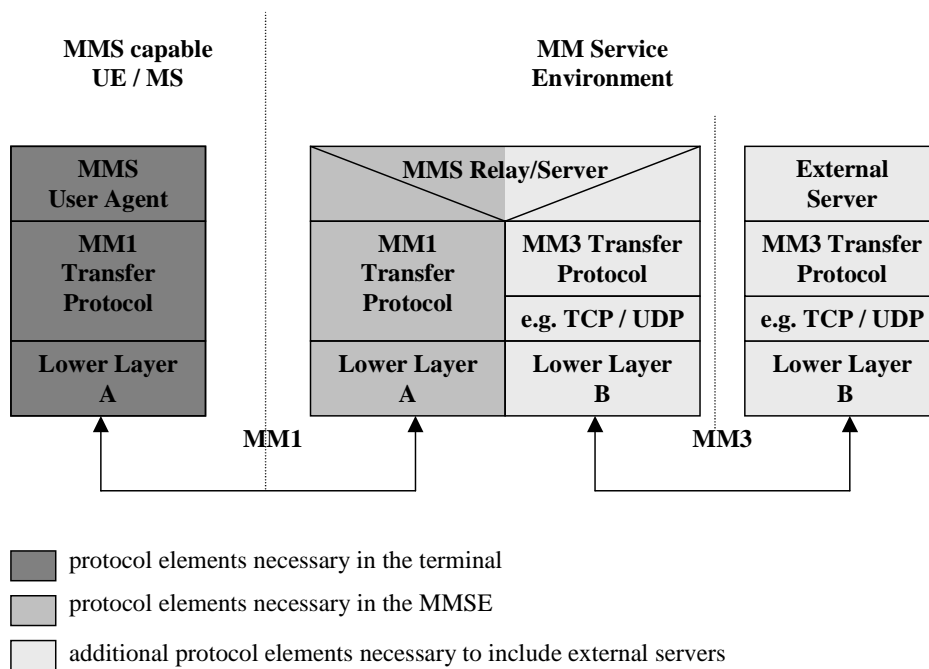 MMS capable
UE / MS
MM Service
Environment
MMS
User Agent
MM1
Transfer
Protocol
Lower Layer
A
MMS Relay/Server
MM1
Transfer
Protocol
Lower Layer
A
MM3 Transfer
Protocol
e.g. TCP / UDP
Lower Layer
B
External
Server
MM3 Transfer
Protocol
e.g. TCP / UDP
Lower Layer
B
MM1
MM3
protocol elements necessary in the terminal
protocol elements necessary in the MMSE
additional protocol elements necessary to include external servers